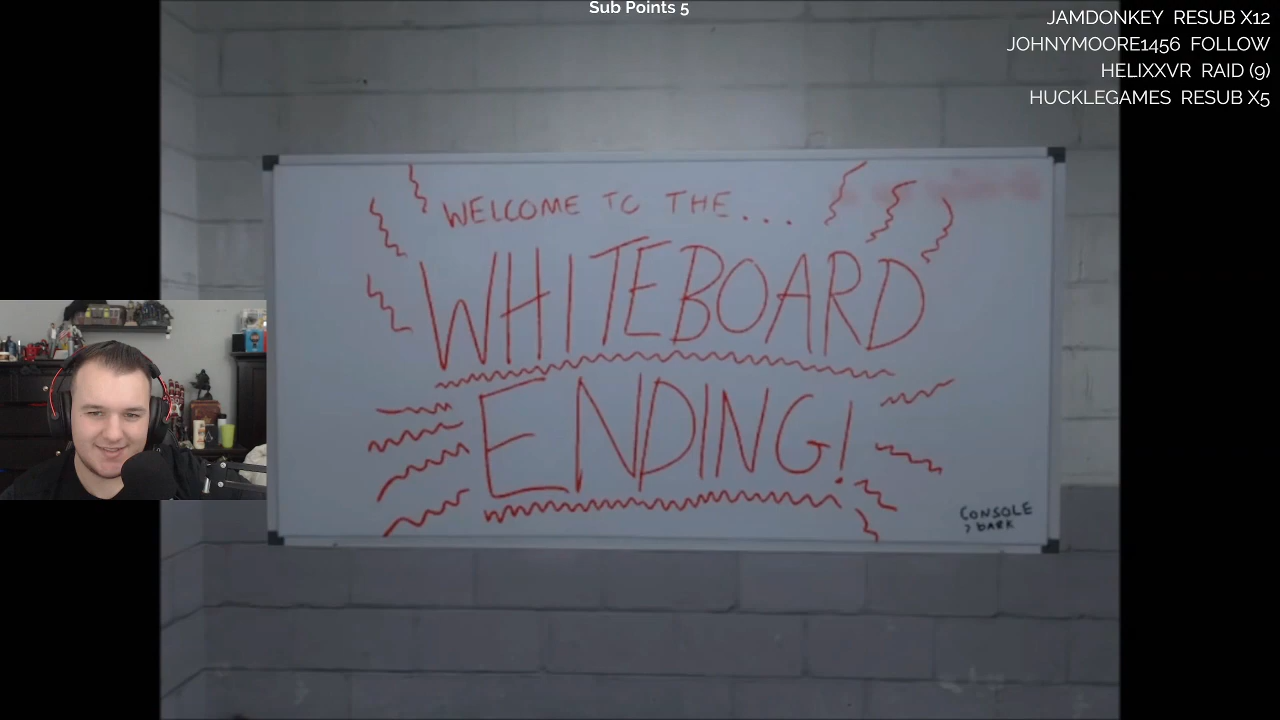 Sub Points 5
JAMDONKEY RESUB X12
JOHNYMOORE1456 FOLLOW
HELIXXVR RAID (9)
HUCKLEGAMES RESUB X5
WELCOME TO THE...
WHITEBOARD
ENDING!
CONSOLE
> BARK